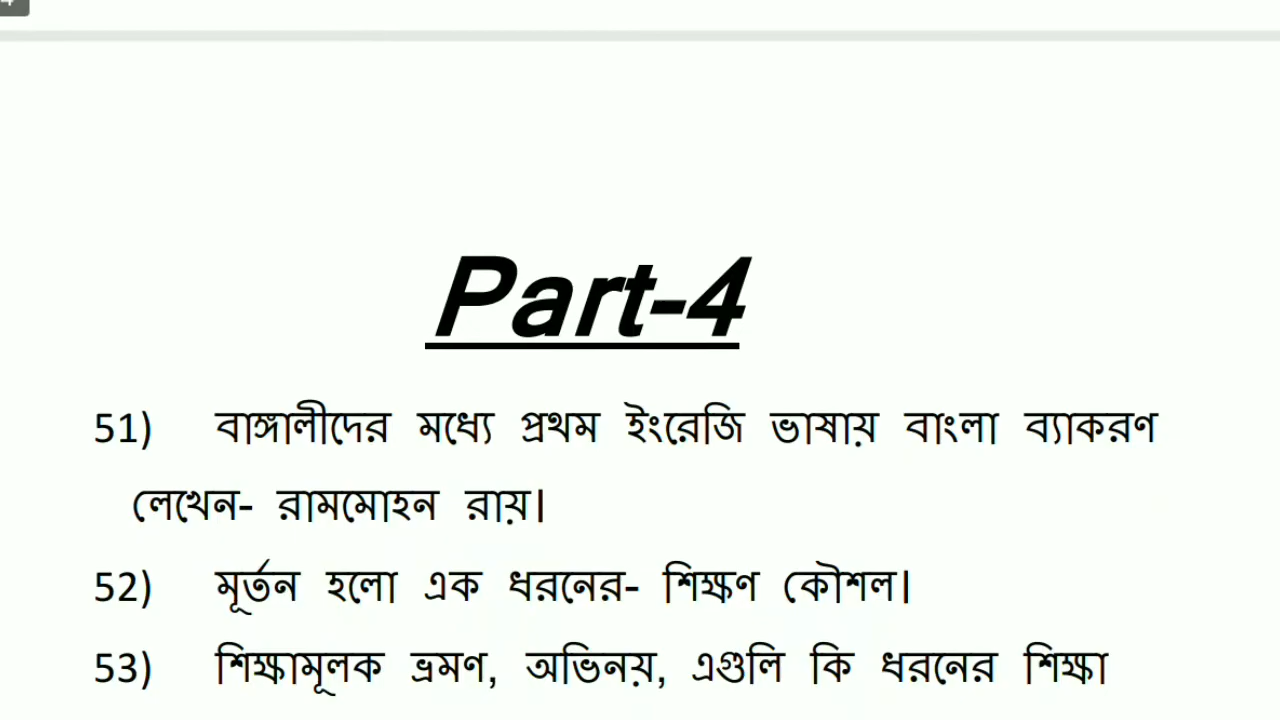 4
Part-4
51) বাঙ্গালীদের মধ্যে প্রথম ইংরেজি ভাষায় বাংলা ব্যাকরণ
লেখেন- রামমোহন রায়।
52) মূর্তন হলো এক ধরনের- শিক্ষণ কৌশল।
53) শিক্ষামূলক ভ্রমণ, অভিনয়, এগুলি কি ধরনের শিক্ষা